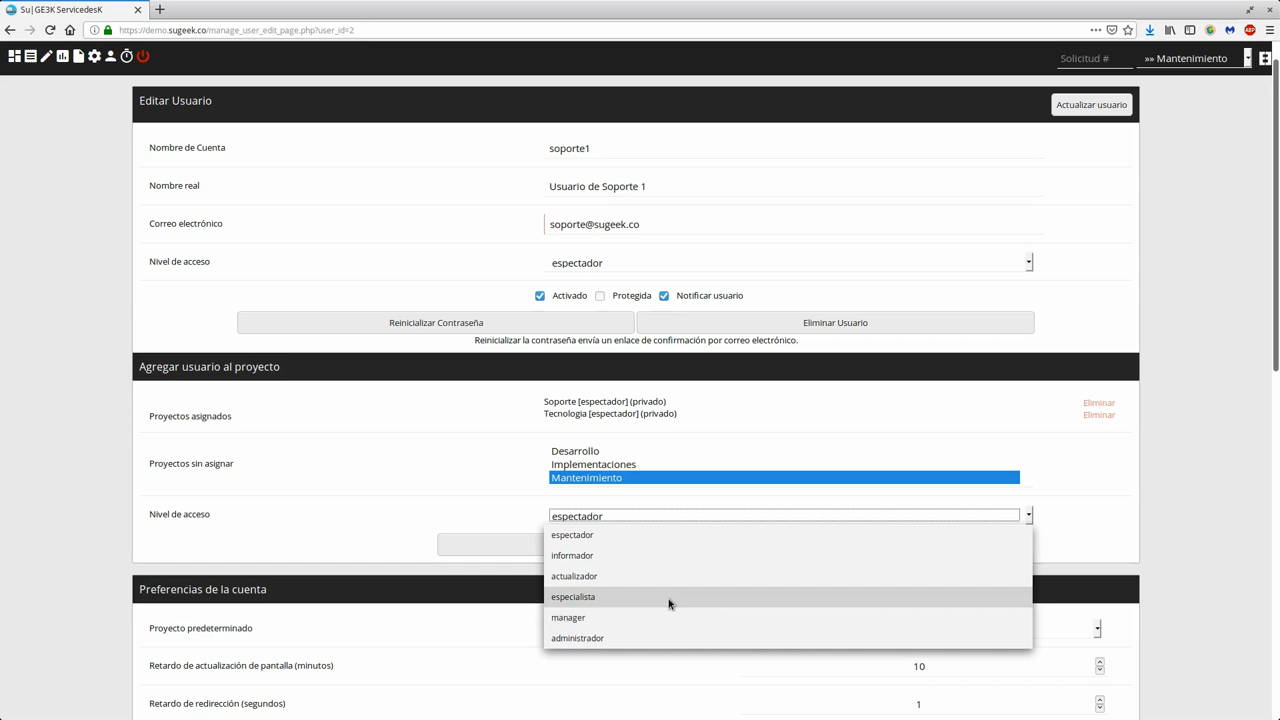 Su|GE3K ServicedesK
https://demo.sugeek.co/manage_user_edit_page.php?user_id=2
ABP
Solicitud #
»» Mantenimiento
Editar Usuario
Actualizar usuario
Nombre de Cuenta
soporte1
Nombre real
Usuario de Soporte 1
Correo electrónico
soporte@sugeek.co
Nivel de acceso
espectador
Activado Protegida Notificar usuario
Reinicializar Contraseña
Eliminar Usuario
Reinicializar la contraseña envía un enlace de confirmación por correo electrónico.
Agregar usuario al proyecto
Proyectos asignados
Soporte [espectador] (privado)
Eliminar
Tecnologia [espectador] (privado)
Eliminar
Proyectos sin asignar
Desarrollo
Implementaciones
Mantenimiento
Nivel de acceso
espectador
espectador
informador
actualizador
especialista
manager
administrador
Preferencias de la cuenta
Proyecto predeterminado
Retardo de actualización de pantalla (minutos)
10
Retardo de redirección (segundos)
1